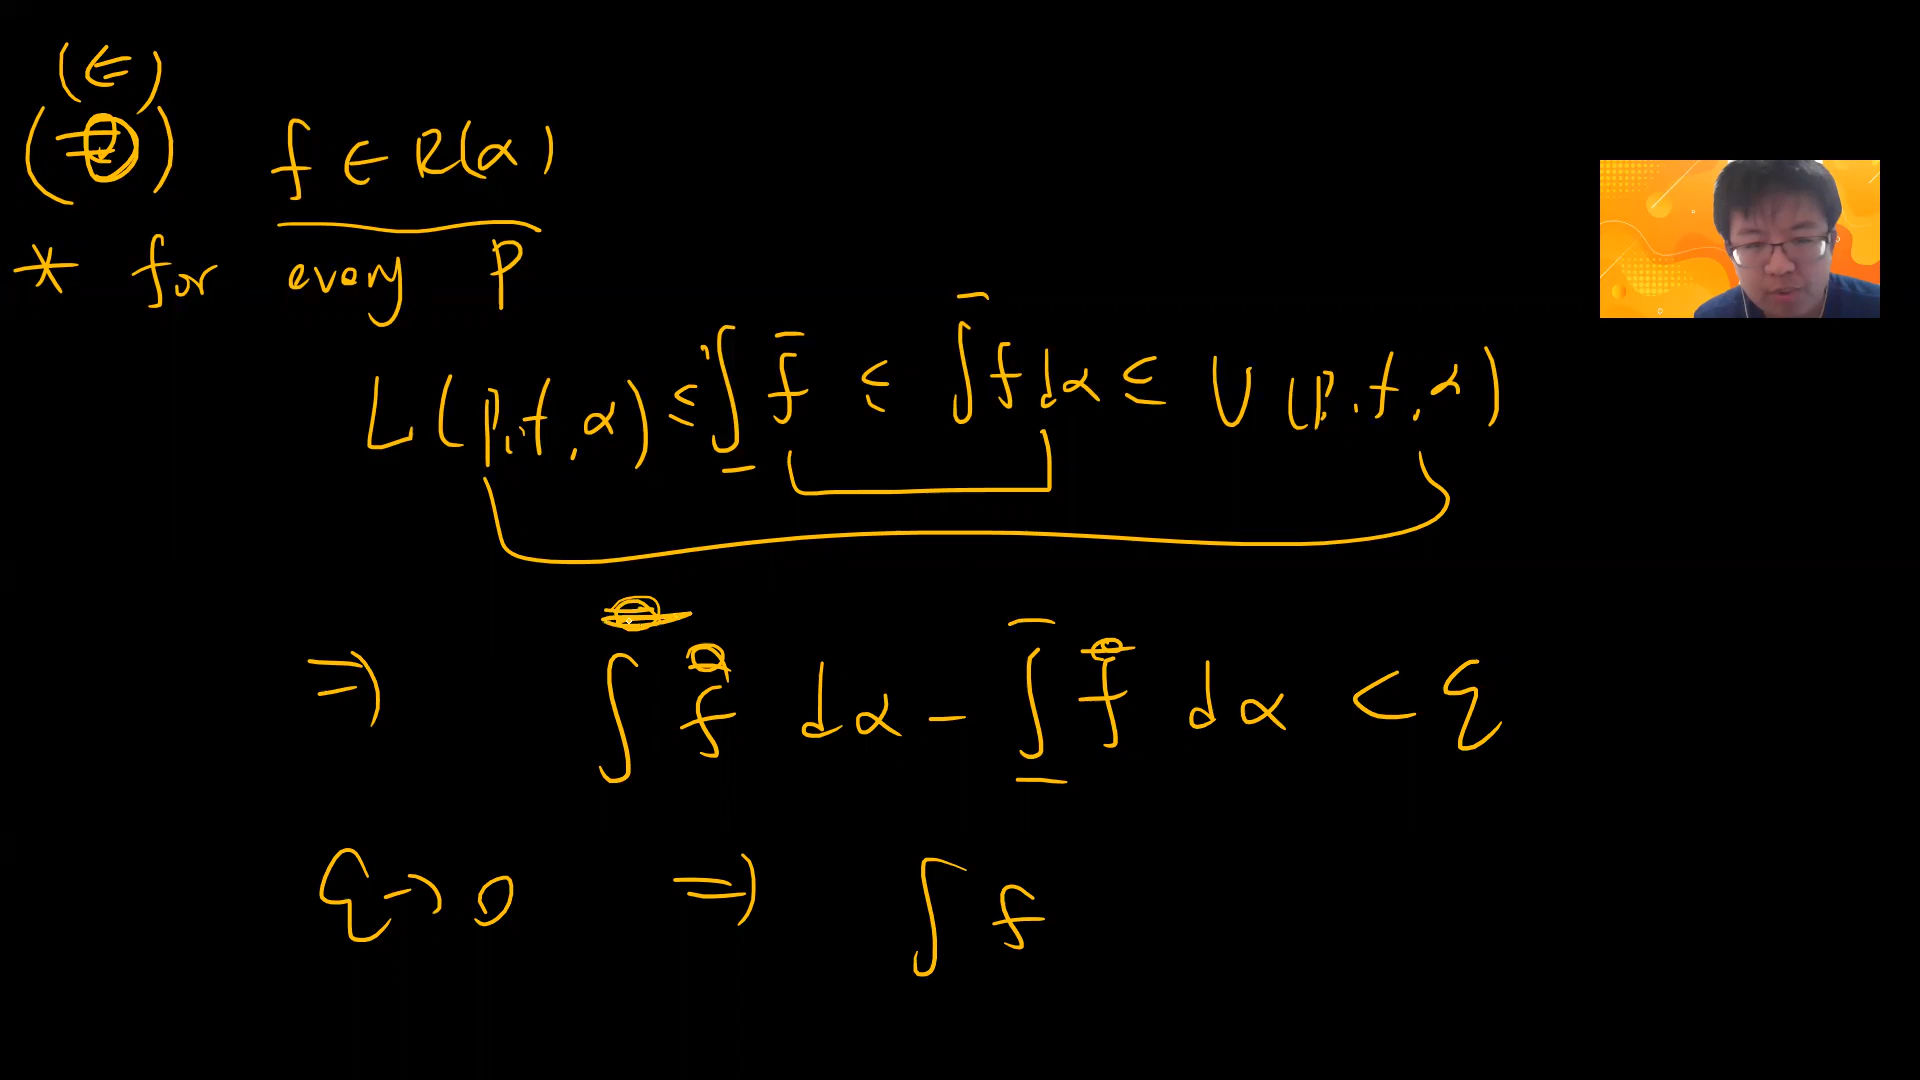 (⇐)
(⇒) f ∈ R(α)
* for every P
L(P, f, α) ≤ ∫ f̄ ≤ ∫̄ f dα ≤ U(P, f, α)
⇒ ∫ f dα − ∫ f dα < ε
ε → 0 ⇒ ∫ f